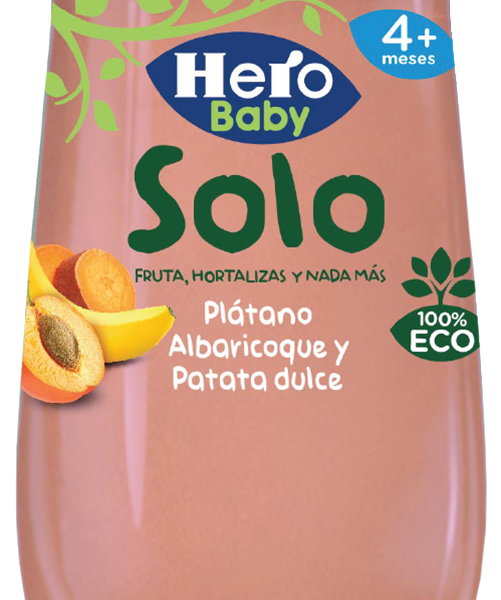 4+
meses
Hero
Baby
Solo
FRUTA, HORTALIZAS Y NADA MÁS
Plátano
Albaricoque y
Patata dulce
100%
ECO